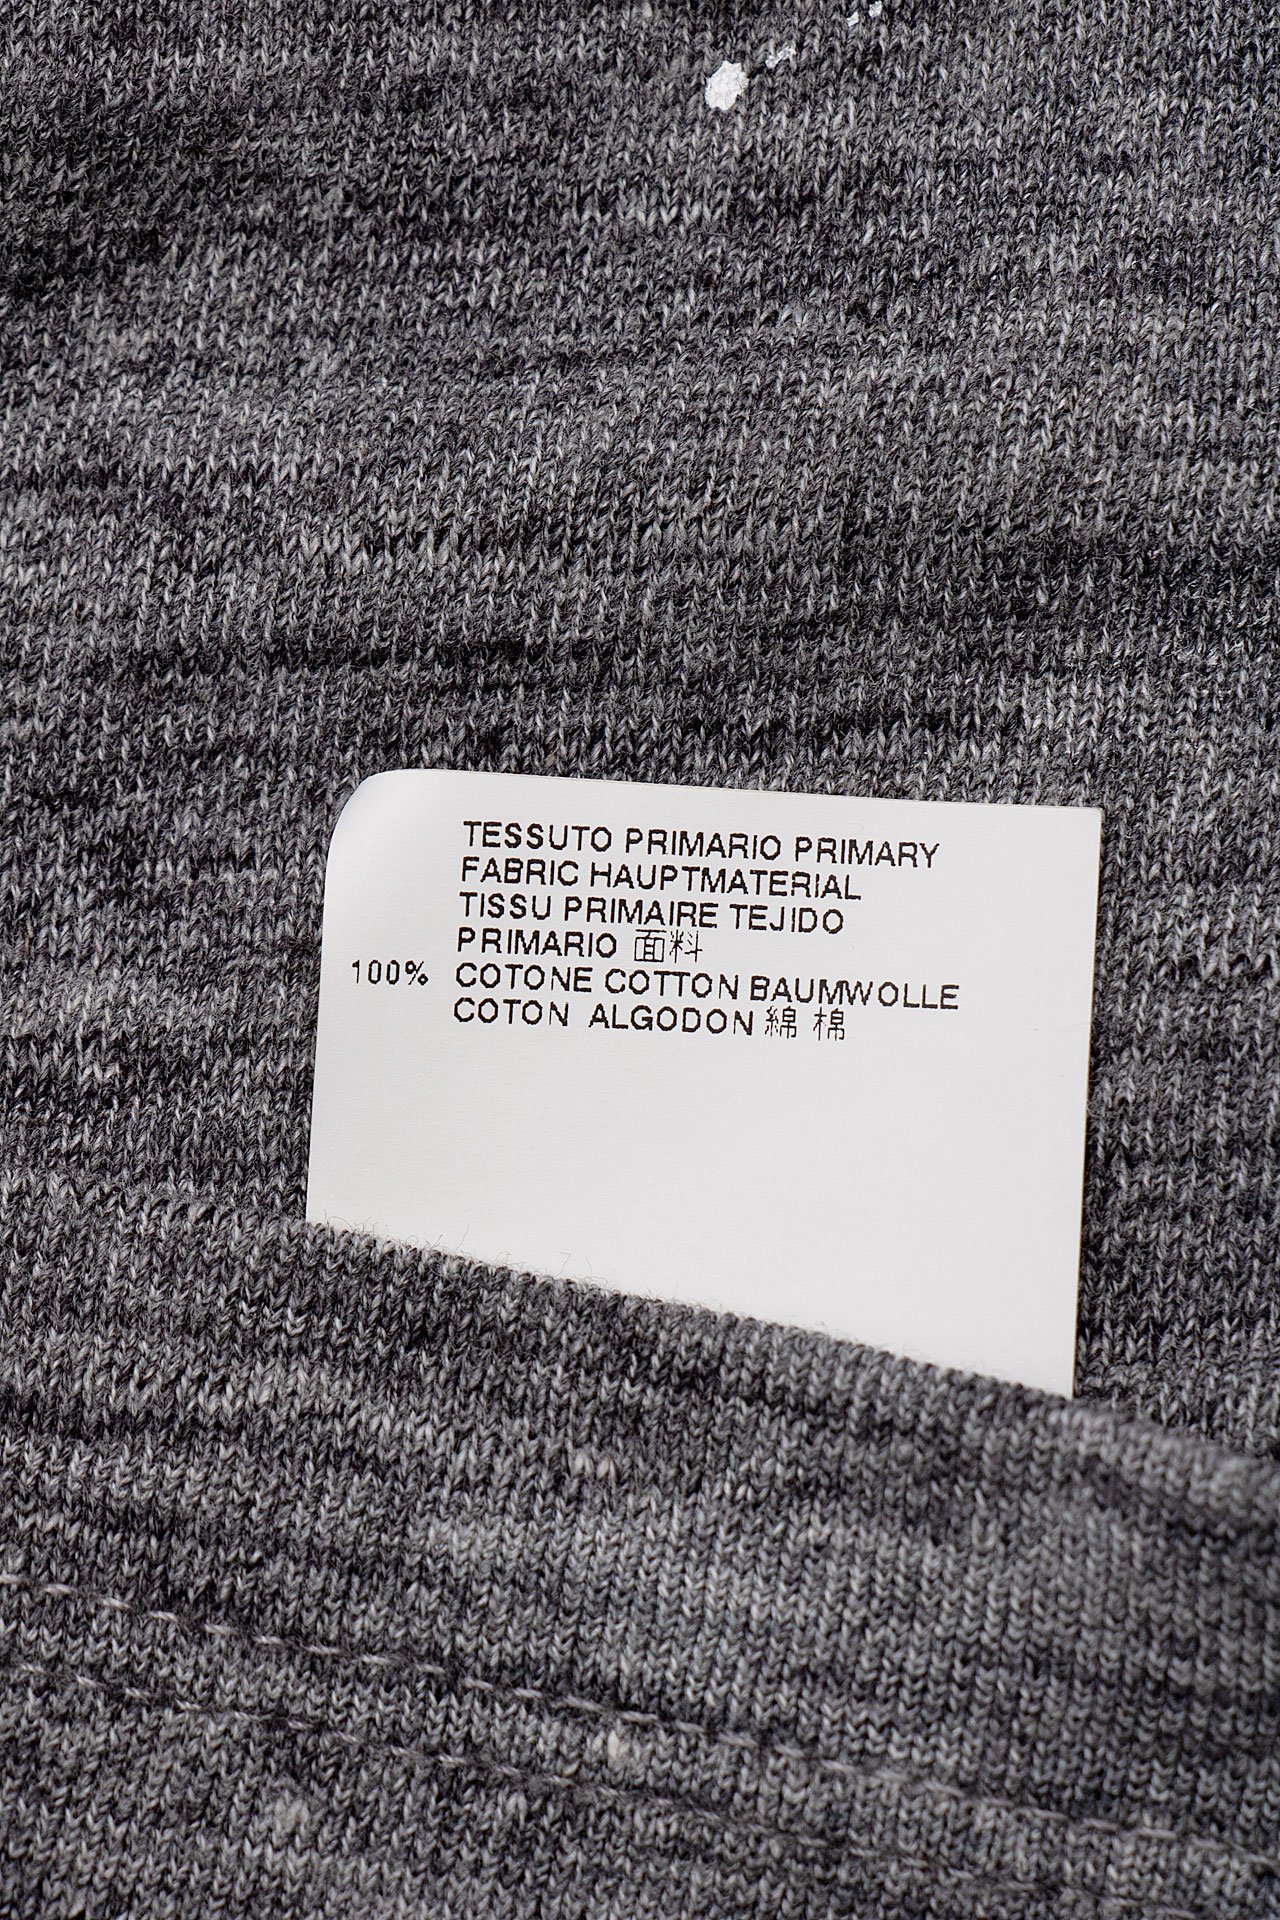 TESSUTO PRIMARIO PRIMARY
FABRIC HAUPTMATERIAL
TISSU PRIMAIRE TEJIDO
PRIMARIO 面料
100% COTONE COTTON BAUMWOLLE
COTON ALGODON 綿 棉